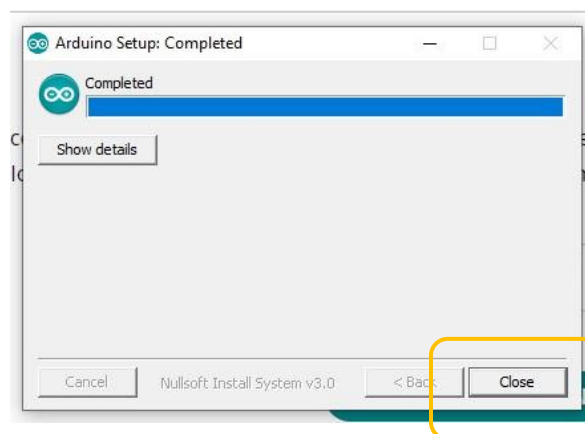 Arduino Setup: Completed
Completed
Show details
Cancel
Nullsoft Install System v3.0
< Back
Close